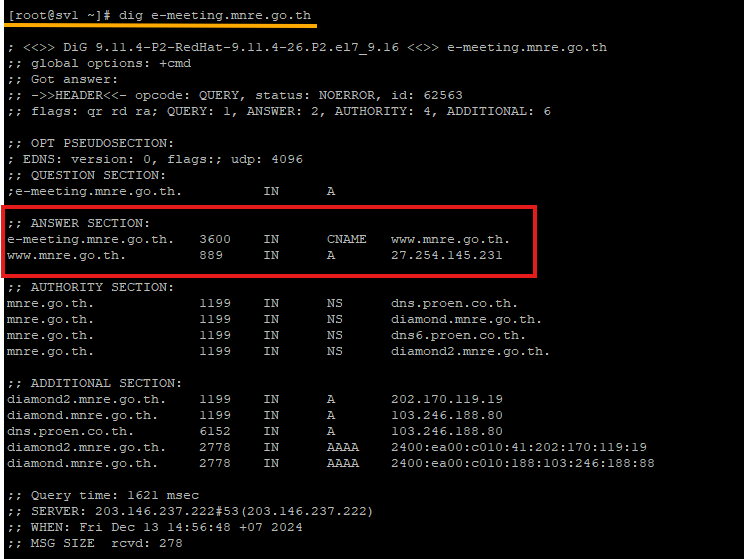 [root@sv1 ~]# dig e-meeting.mnre.go.th
; <<>> DiG 9.11.4-P2-RedHat-9.11.4-26.P2.el7_9.16 <<>> e-meeting.mnre.go.th
;; global options: +cmd
;; Got answer:
;; ->>HEADER<<- opcode: QUERY, status: NOERROR, id: 62563
;; flags: qr rd ra; QUERY: 1, ANSWER: 2, AUTHORITY: 4, ADDITIONAL: 6
;; OPT PSEUDOSECTION:
; EDNS: version: 0, flags:; udp: 4096
;; QUESTION SECTION:
;e-meeting.mnre.go.th. IN A
;; ANSWER SECTION:
e-meeting.mnre.go.th. 3600 IN CNAME www.mnre.go.th.
www.mnre.go.th. 889 IN A 27.254.145.231
;; AUTHORITY SECTION:
mnre.go.th. 1199 IN NS dns.proen.co.th.
mnre.go.th. 1199 IN NS diamond.mnre.go.th.
mnre.go.th. 1199 IN NS dns6.proen.co.th.
mnre.go.th. 1199 IN NS diamond2.mnre.go.th.
;; ADDITIONAL SECTION:
diamond2.mnre.go.th. 1199 IN A 202.170.119.19
diamond.mnre.go.th. 1199 IN A 103.246.188.80
dns.proen.co.th. 6152 IN A 103.246.188.80
diamond2.mnre.go.th. 2778 IN AAAA 2400:ea00:c010:41:202:170:119:19
diamond.mnre.go.th. 2778 IN AAAA 2400:ea00:c010:188:103:246:188:88
;; Query time: 1621 msec
;; SERVER: 203.146.237.222#53(203.146.237.222)
;; WHEN: Fri Dec 13 14:56:48 +07 2024
;; MSG SIZE rcvd: 278